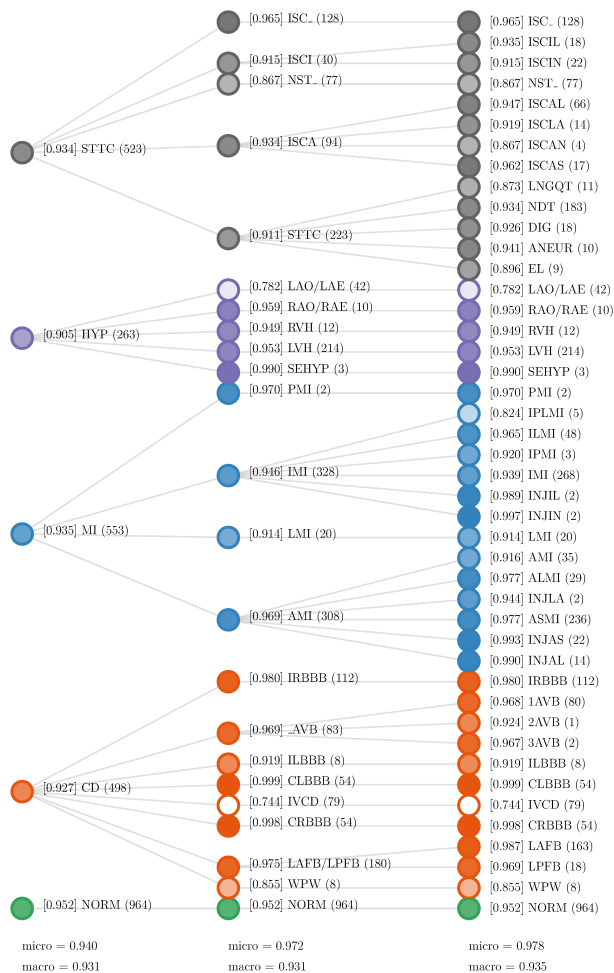 [0.965] ISC_ (128) [0.965] ISC_ (128)
[0.935] ISCIL (18)
[0.915] ISCI (40) [0.915] ISCIN (22)
[0.867] NST_ (77) [0.867] NST_ (77)
[0.947] ISCAL (66)
[0.919] ISCLA (14)
[0.934] STTC (523) [0.934] ISCA (94) [0.867] ISCAN (4)
[0.962] ISCAS (17)
[0.873] LNGQT (11)
[0.934] NDT (183)
[0.911] STTC (223) [0.926] DIG (18)
[0.941] ANEUR (10)
[0.896] EL (9)
[0.782] LAO/LAE (42) [0.782] LAO/LAE (42)
[0.959] RAO/RAE (10) [0.959] RAO/RAE (10)
[0.905] HYP (263) [0.949] RVH (12) [0.949] RVH (12)
[0.953] LVH (214) [0.953] LVH (214)
[0.990] SEHYP (3) [0.990] SEHYP (3)
[0.970] PMI (2) [0.970] PMI (2)
[0.824] IPLMI (5)
[0.965] ILMI (48)
[0.920] IPMI (3)
[0.946] IMI (328) [0.939] IMI (268)
[0.989] INJIL (2)
[0.997] INJIN (2)
[0.935] MI (553) [0.914] LMI (20) [0.914] LMI (20)
[0.916] AMI (35)
[0.977] ALMI (29)
[0.944] INJLA (2)
[0.969] AMI (308) [0.977] ASMI (236)
[0.993] INJAS (22)
[0.990] INJAL (14)
[0.980] IRBBB (112) [0.980] IRBBB (112)
[0.968] 1AVB (80)
[0.969] _AVB (83) [0.924] 2AVB (1)
[0.967] 3AVB (2)
[0.919] ILBBB (8) [0.919] ILBBB (8)
[0.927] CD (498) [0.999] CLBBB (54) [0.999] CLBBB (54)
[0.744] IVCD (79) [0.744] IVCD (79)
[0.998] CRBBB (54) [0.998] CRBBB (54)
[0.987] LAFB (163)
[0.975] LAFB/LPFB (180) [0.969] LPFB (18)
[0.855] WPW (8) [0.855] WPW (8)
[0.952] NORM (964) [0.952] NORM (964) [0.952] NORM (964)
micro = 0.940 micro = 0.972 micro = 0.978
macro = 0.931 macro = 0.931 macro = 0.935